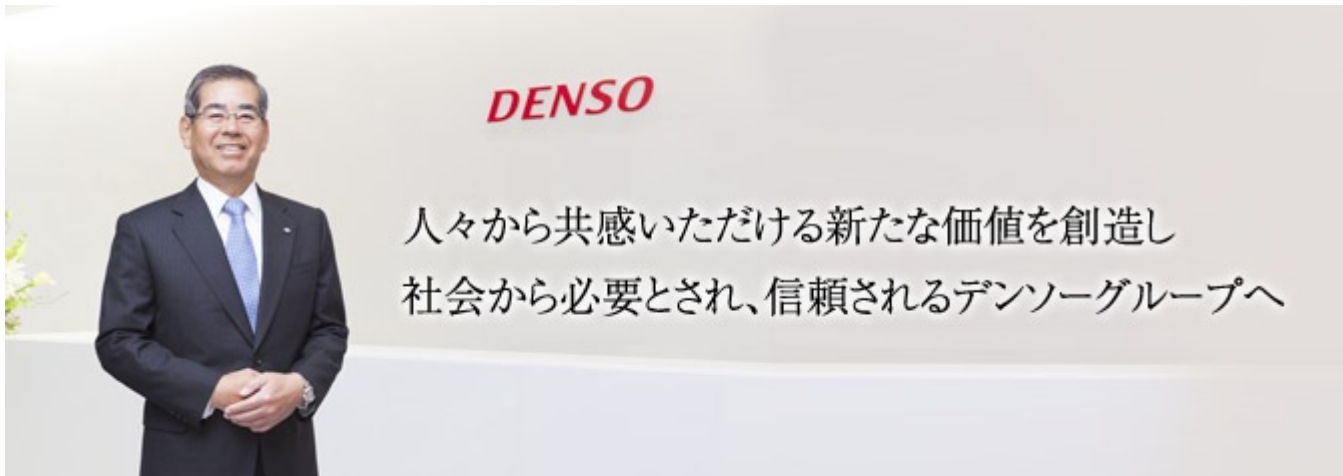 DENSO
人々から共感いただける新たな価値を創造し
社会から必要とされ、信頼されるデンソーグループへ